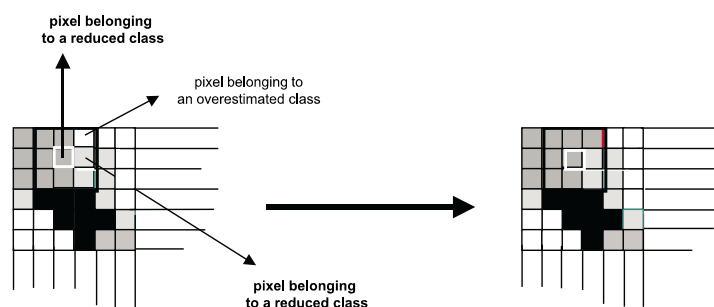 pixel belonging
to a reduced class
pixel belonging to
an overestimated class
pixel belonging
to a reduced class